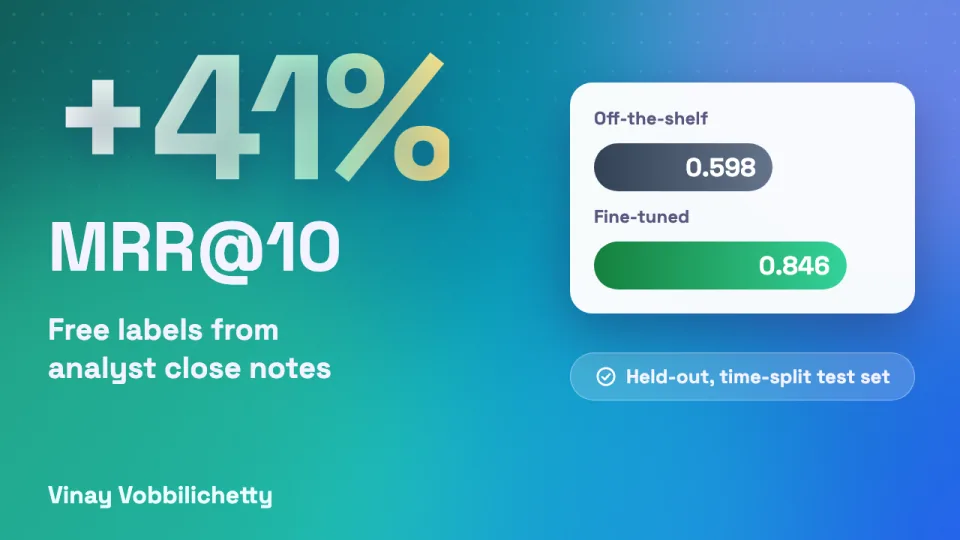 +41%
MRR@10
Free labels from
analyst close notes
Vinay Vobbilichetty
Off-the-shelf
0.598
Fine-tuned
0.846
Held-out, time-split test set